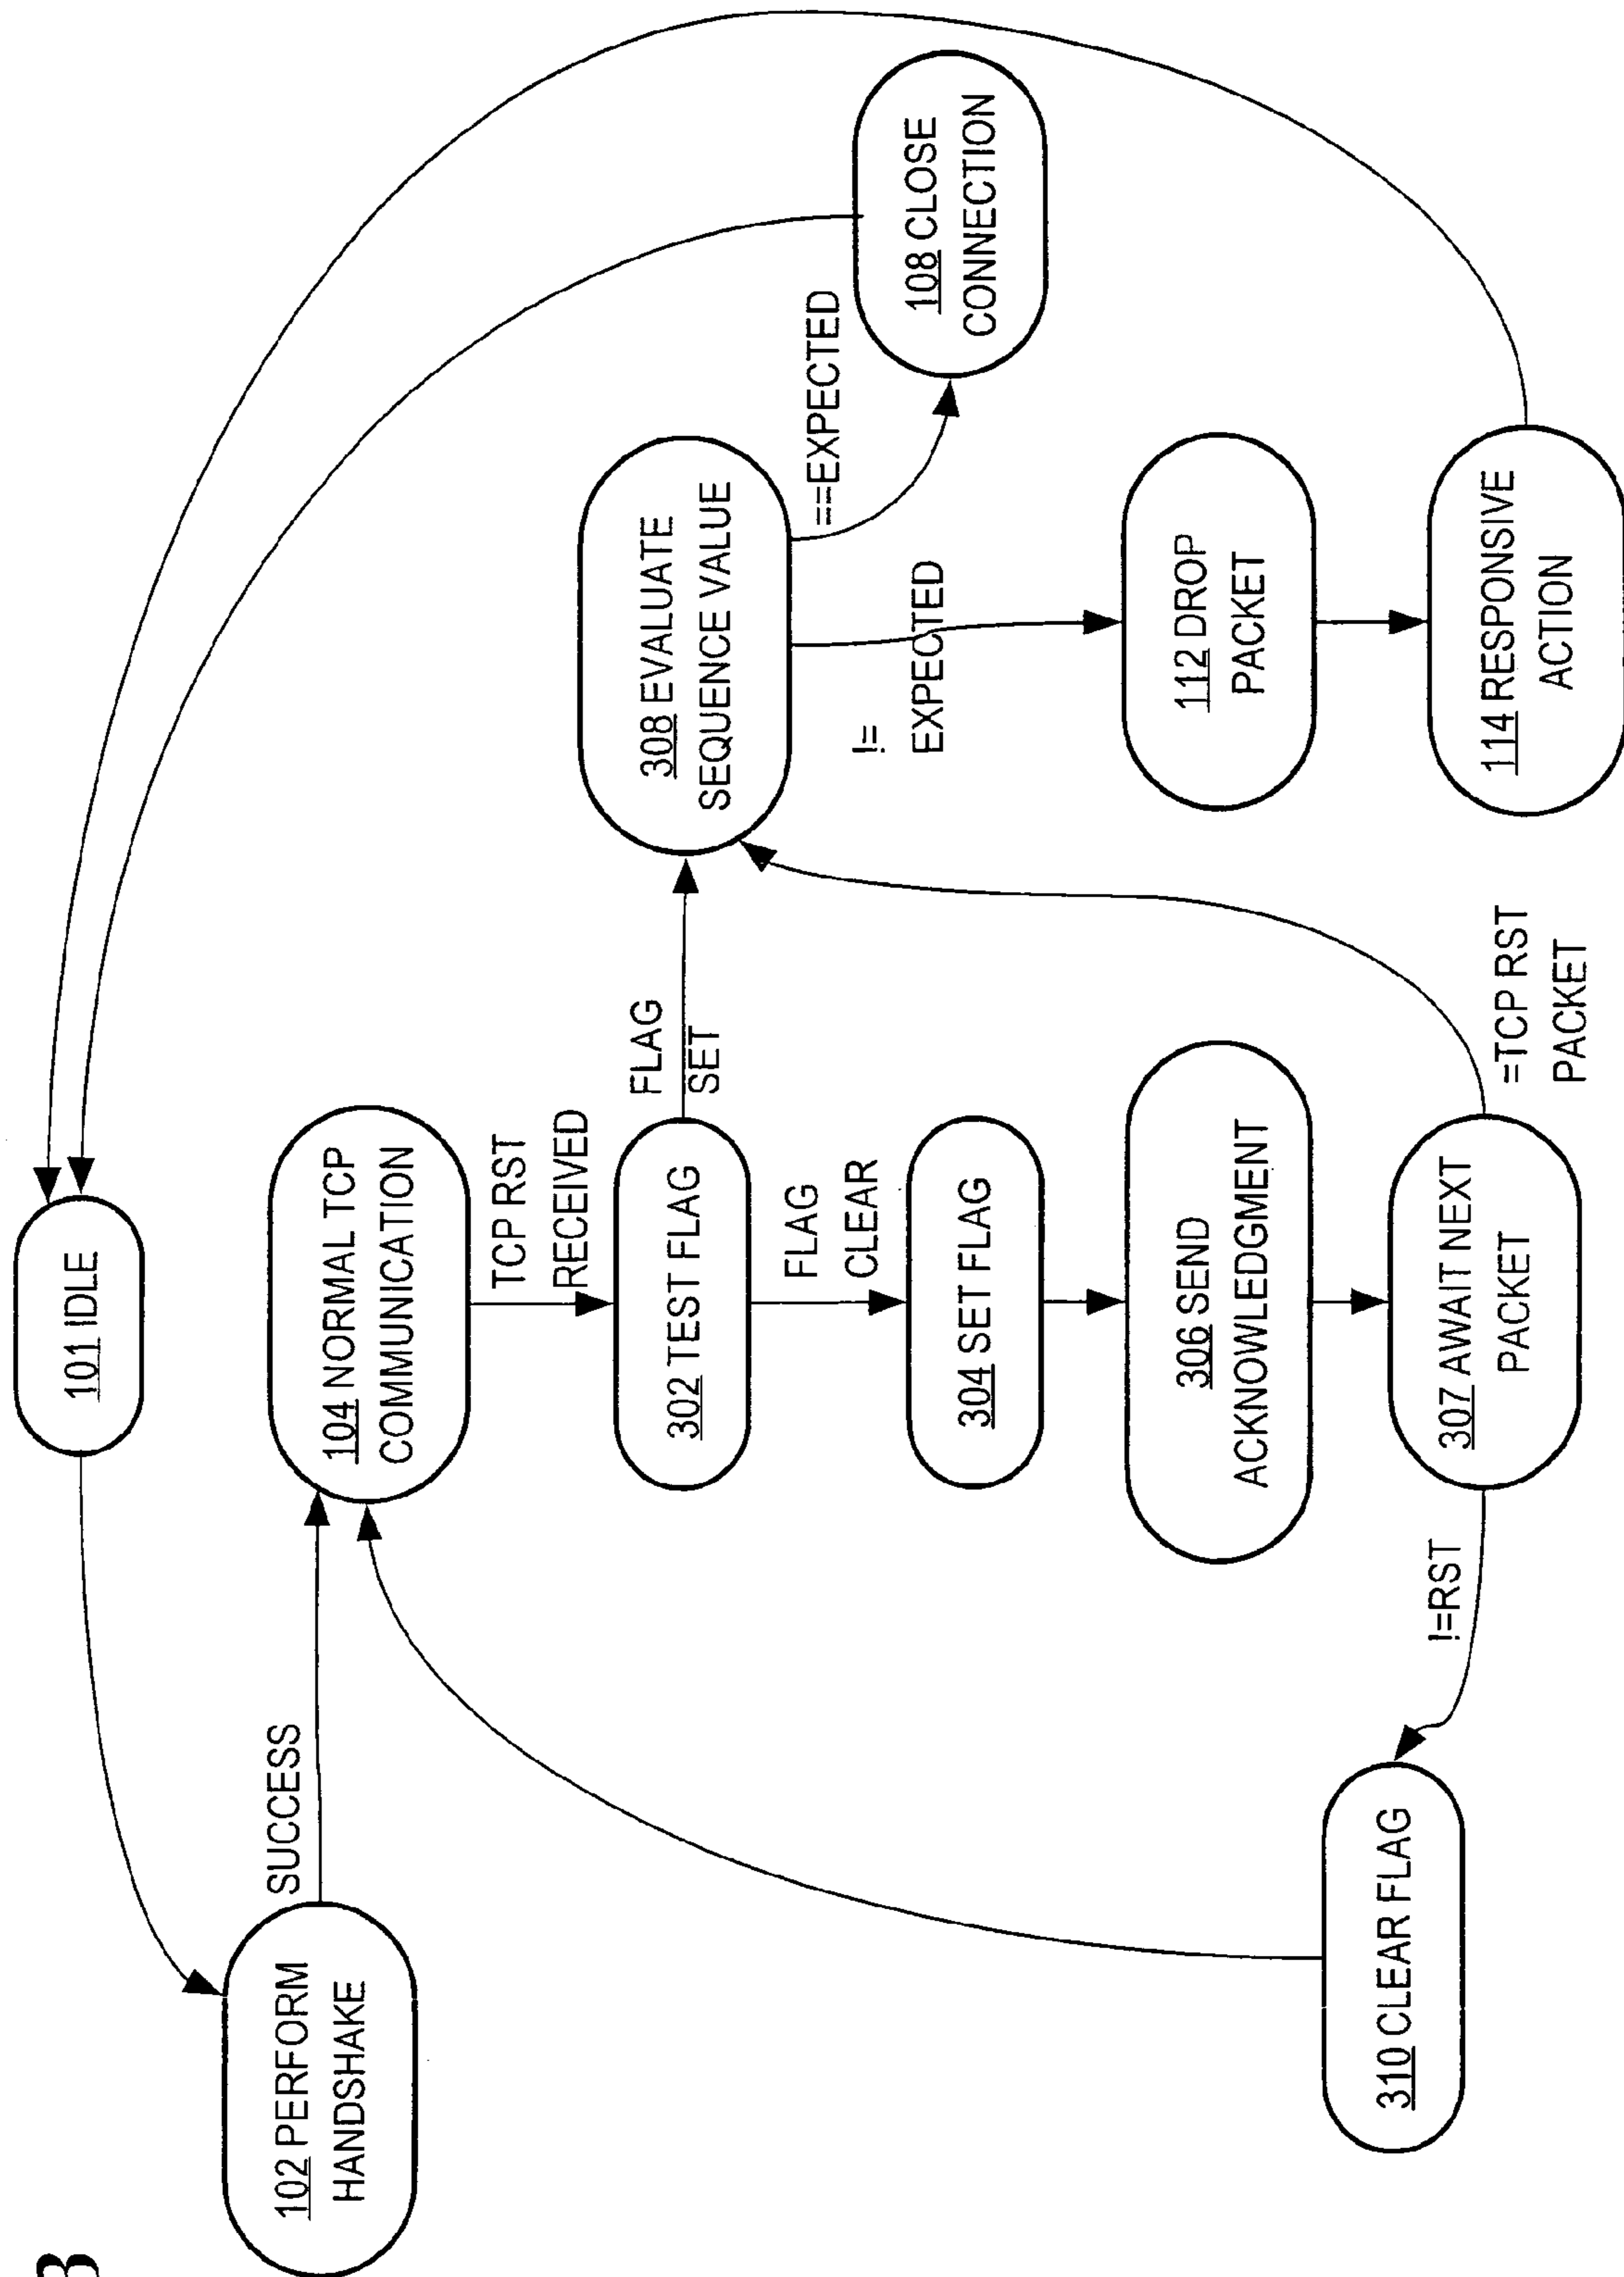 101 IDLE
102 PERFORM
HANDSHAKE
SUCCESS
104 NORMAL TCP
COMMUNICATION
TCP RST
RECEIVED
302 TEST FLAG
FLAG
SET
FLAG
CLEAR
304 SET FLAG
306 SEND
ACKNOWLEDGMENT
307 AWAIT NEXT
PACKET
!=RST
310 CLEAR FLAG
=TCP RST
PACKET
308 EVALUATE
SEQUENCE VALUE
==EXPECTED
108 CLOSE
CONNECTION
!=
EXPECTED
112 DROP
PACKET
114 RESPONSIVE
ACTION